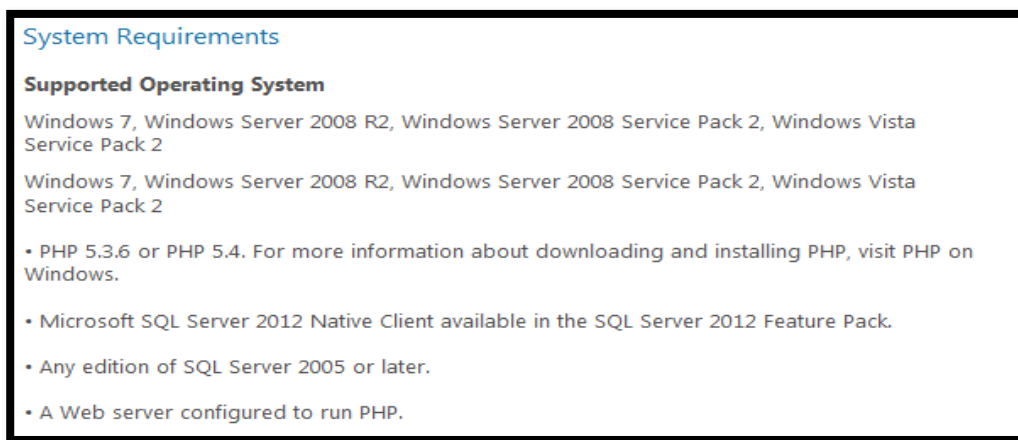 System Requirements
Supported Operating System
Windows 7, Windows Server 2008 R2, Windows Server 2008 Service Pack 2, Windows Vista
Service Pack 2
Windows 7, Windows Server 2008 R2, Windows Server 2008 Service Pack 2, Windows Vista
Service Pack 2
• PHP 5.3.6 or PHP 5.4. For more information about downloading and installing PHP, visit PHP on
Windows.
• Microsoft SQL Server 2012 Native Client available in the SQL Server 2012 Feature Pack.
• Any edition of SQL Server 2005 or later.
• A Web server configured to run PHP.